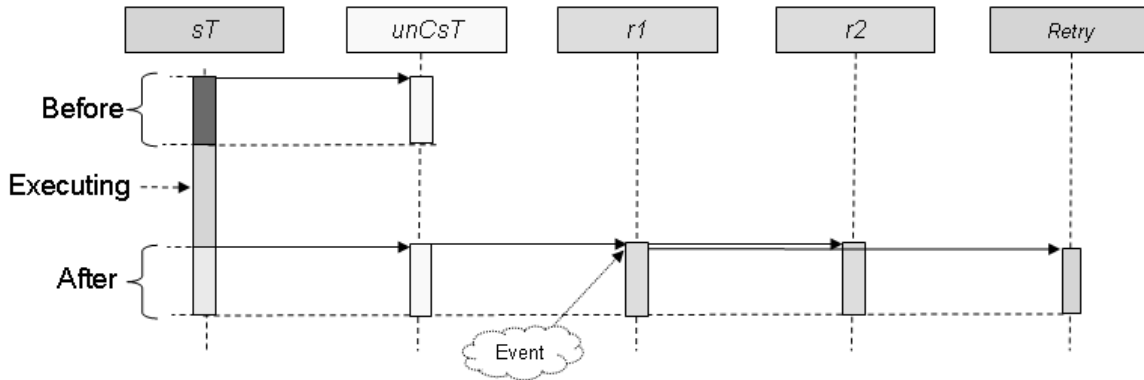 sT
unCsT
r1
r2
Retry
Before
Executing
After
Event